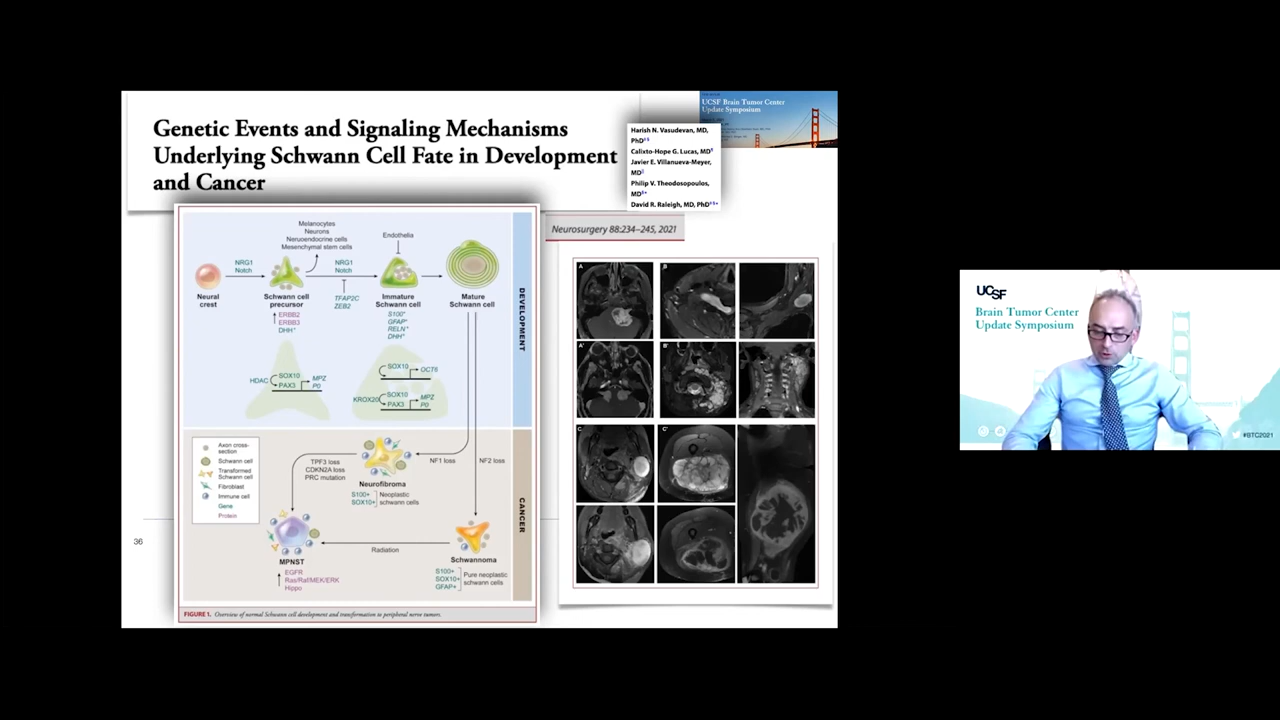 Genetic Events and Signaling Mechanisms
Underlying Schwann Cell Fate in Development
and Cancer
Harish N. Vasudevan, MD,
PhD
Calixto-Hope G. Lucas, MD
Javier E. Villanueva-Meyer,
MD
Philip V. Theodosopoulos,
MD
David R. Raleigh, MD, PhD
UCSF Brain Tumor Center
Update Symposium
Neurosurgery 88:234–245, 2021
Melanocytes
Neurons
Neruoendocrine cells
Mesenchymal stem cells
Endothelia
NRG1
Notch
NRG1
Notch
TFAP2C
ZEB2
Neural
crest
Schwann cell
precursor
ERBB2
ERBB3
DHH+
Immature
Schwann cell
S100+
GFAP+
RELN+
DHH+
Mature
Schwann cell
DEVELOPMENT
HDAC
SOX10
PAX3
MPZ
P0
SOX10
OCT6
KROX20
SOX10
PAX3
MPZ
P0
Axon cross-
section
Schwann cell
Transformed
Schwann cell
Fibroblast
Immune cell
Gene
Protein
TPF3 loss
CDKN2A loss
PRC mutation
NF1 loss
NF2 loss
Neurofibroma
S100+
SOX10+
Neoplastic
schwann cells
CANCER
MPNST
EGFR
Ras/Raf/MEK/ERK
Hippo
Radiation
Schwannoma
S100+
SOX10+
GFAP+
Pure neoplastic
schwann cells
FIGURE 1. Overview of normal Schwann cell development and transformation to peripheral nerve tumors.
36
A
B
A'
B'
C
C'
UCSF
Brain Tumor Center
Update Symposium
#BTC2021